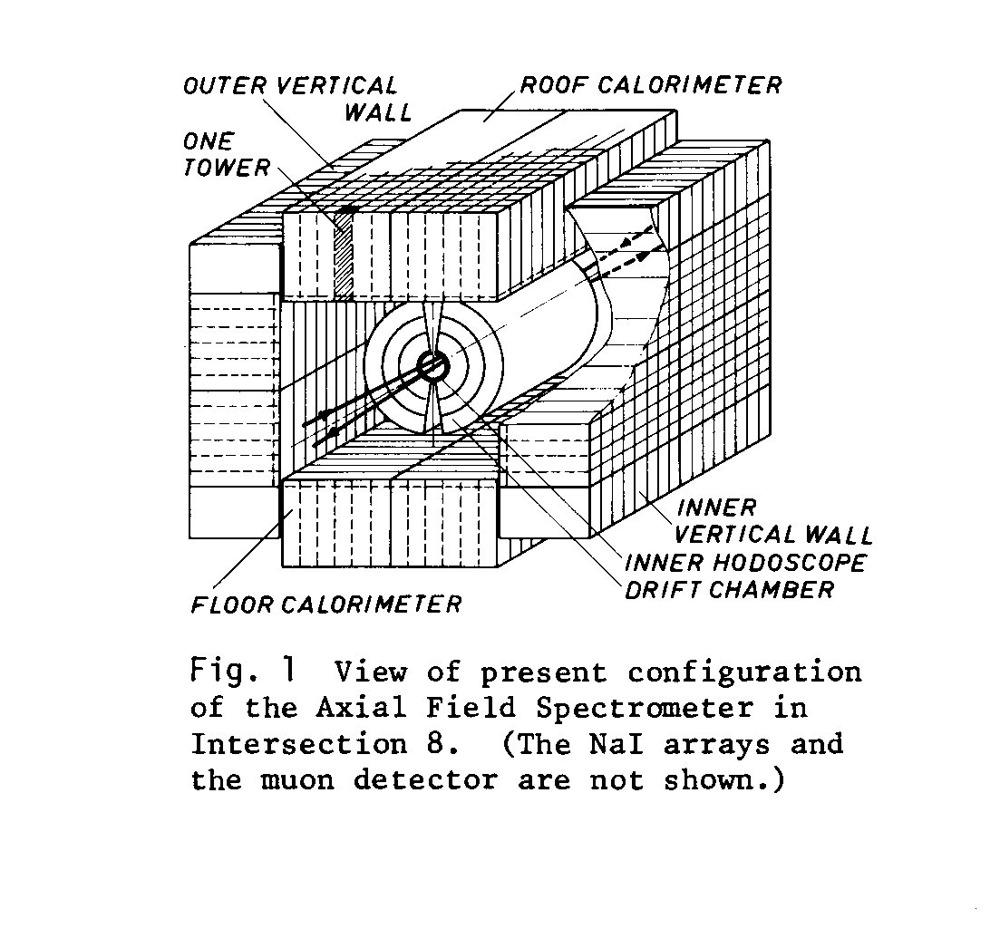 OUTER VERTICAL
WALL
ROOF CALORIMETER
ONE
TOWER
INNER
VERTICAL WALL
INNER HODOSCOPE
DRIFT CHAMBER
FLOOR CALORIMETER
Fig. 1 View of present configuration
of the Axial Field Spectrometer in
Intersection 8. (The NaI arrays and
the muon detector are not shown.)